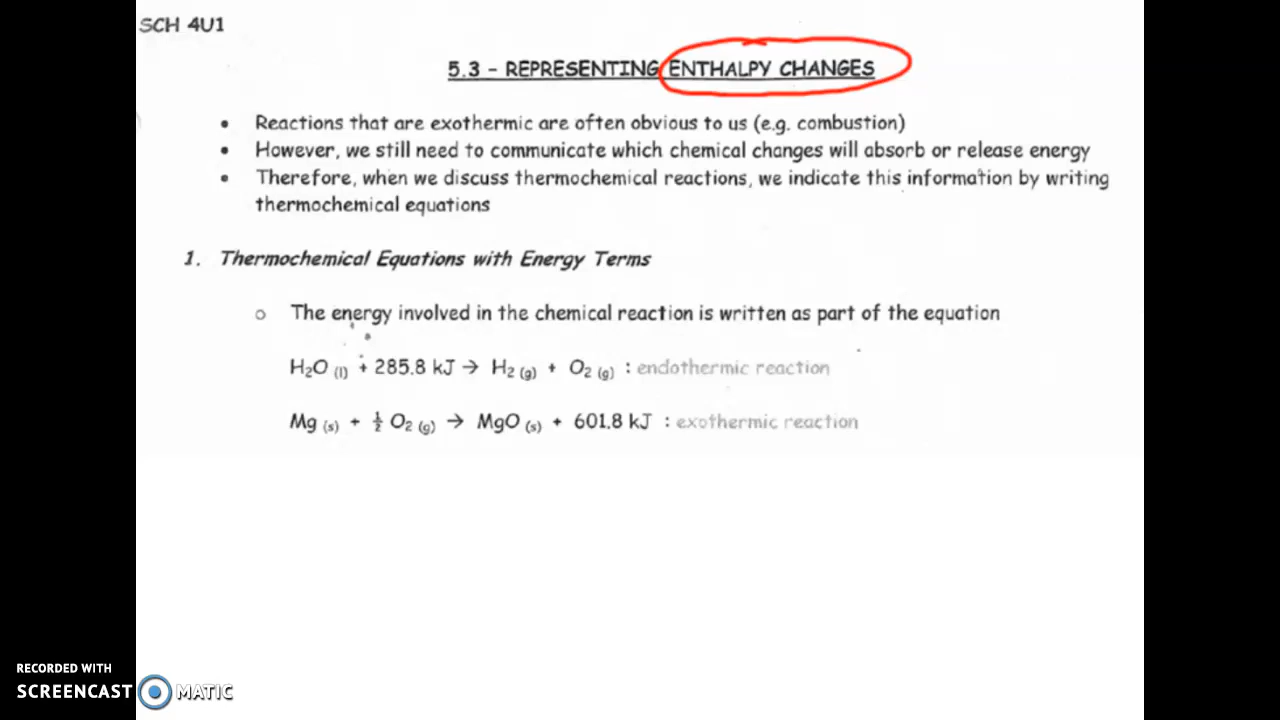 SCH 4U1
5.3 - REPRESENTING ENTHALPY CHANGES
• Reactions that are exothermic are often obvious to us (e.g. combustion)
• However, we still need to communicate which chemical changes will absorb or release energy
• Therefore, when we discuss thermochemical reactions, we indicate this information by writing
thermochemical equations
1. Thermochemical Equations with Energy Terms
o The energy involved in the chemical reaction is written as part of the equation
H₂O (l) + 285.8 kJ → H₂ (g) + O₂ (g) : endothermic reaction
Mg (s) + ½ O₂ (g) → MgO (s) + 601.8 kJ : exothermic reaction
RECORDED WITH
SCREENCAST MATIC